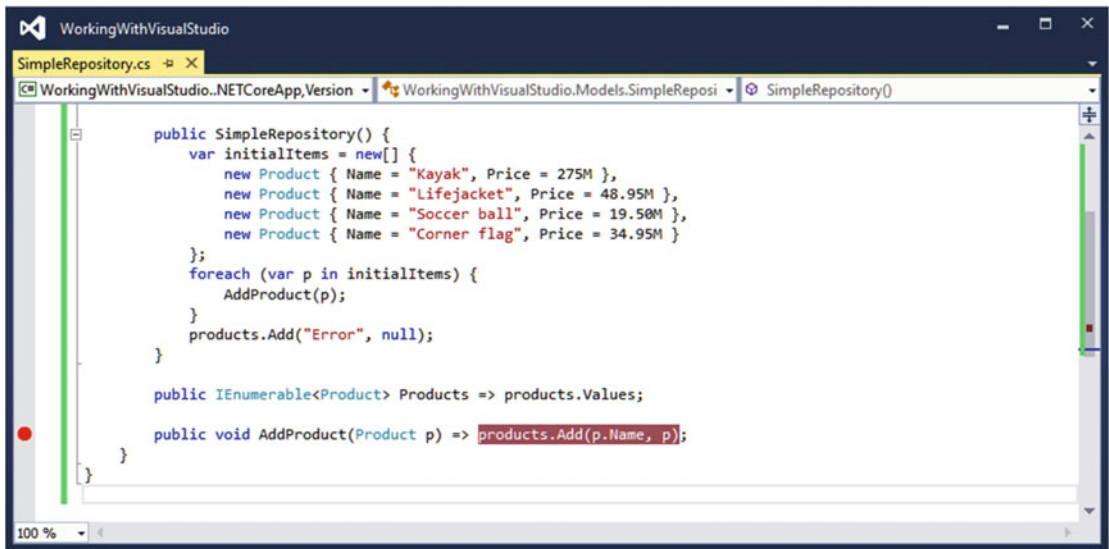 WorkingWithVisualStudio
SimpleRepository.cs
C# WorkingWithVisualStudio..NETCoreApp,Version
WorkingWithVisualStudio.Models.SimpleReposi
SimpleRepository()
public SimpleRepository() {
var initialItems = new[] {
new Product { Name = "Kayak", Price = 275M },
new Product { Name = "Lifejacket", Price = 48.95M },
new Product { Name = "Soccer ball", Price = 19.50M },
new Product { Name = "Corner flag", Price = 34.95M }
};
foreach (var p in initialItems) {
AddProduct(p);
}
products.Add("Error", null);
}
public IEnumerable<Product> Products => products.Values;
public void AddProduct(Product p) => products.Add(p.Name, p);
}
}
100 %